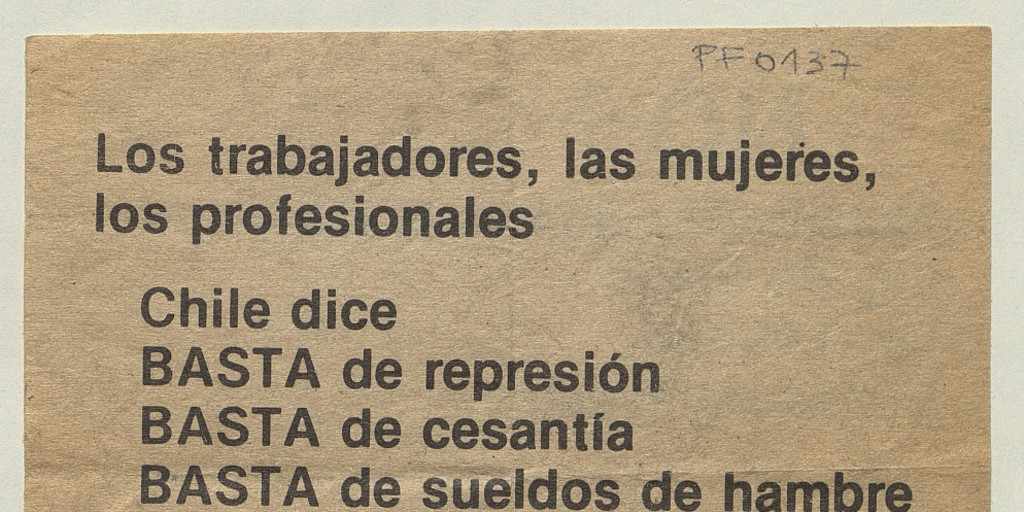 PF0137
Los trabajadores, las mujeres,
los profesionales
Chile dice
BASTA de represión
BASTA de cesantía
BASTA de sueldos de hambre